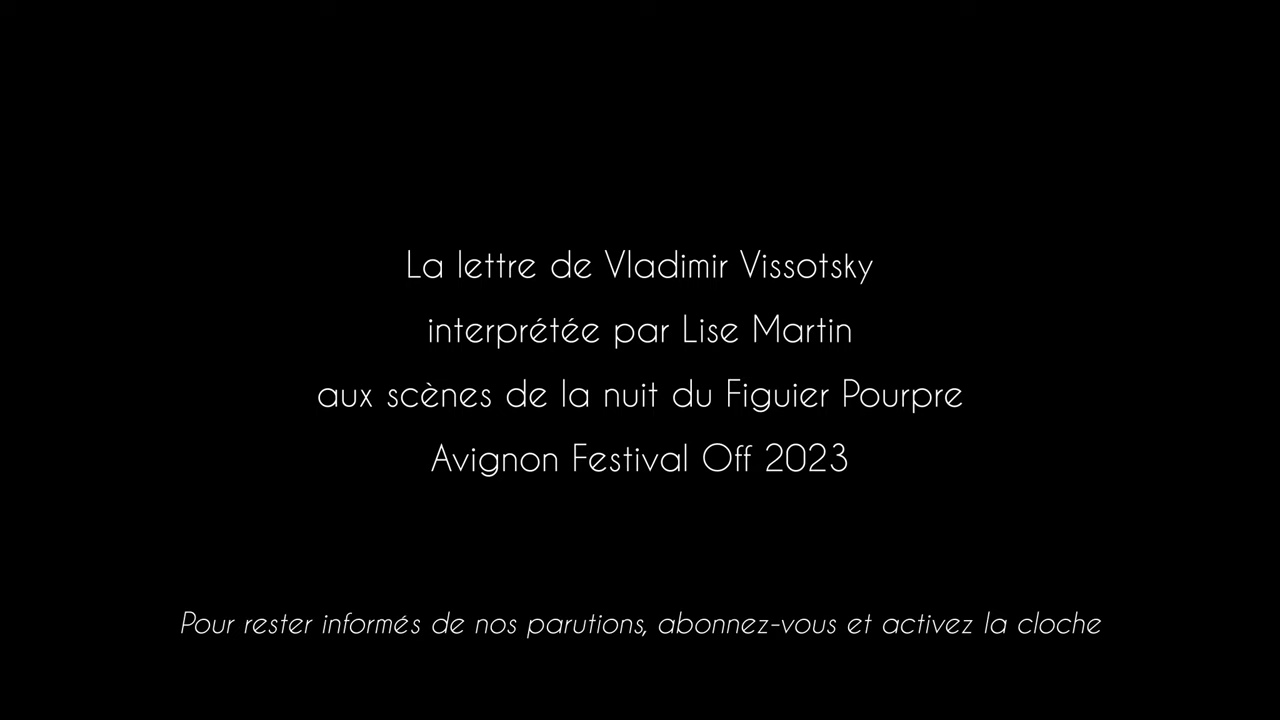 La lettre de Vladimir Vissotsky
interprétée par Lise Martin
aux scènes de la nuit du Figuier Pourpre
Avignon Festival Off 2023
Pour rester informés de nos parutions, abonnez-vous et activez la cloche